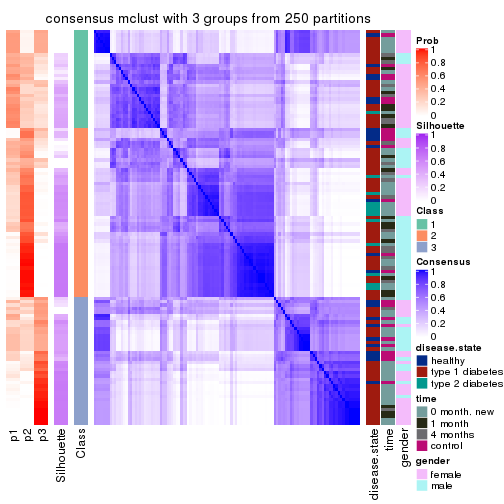 consensus mclust with 3 groups from 250 partitions
p1
p2
p3
Silhouette
Class
disease.state
time
gender
Prob
1
0.8
0.6
0.4
0.2
0
Silhouette
1
0.8
0.6
0.4
0.2
0
Class
1
2
3
Consensus
1
0.8
0.6
0.4
0.2
0
disease.state
healthy
type 1 diabetes
type 2 diabetes
time
0 month, new
1 month
4 months
control
gender
female
male